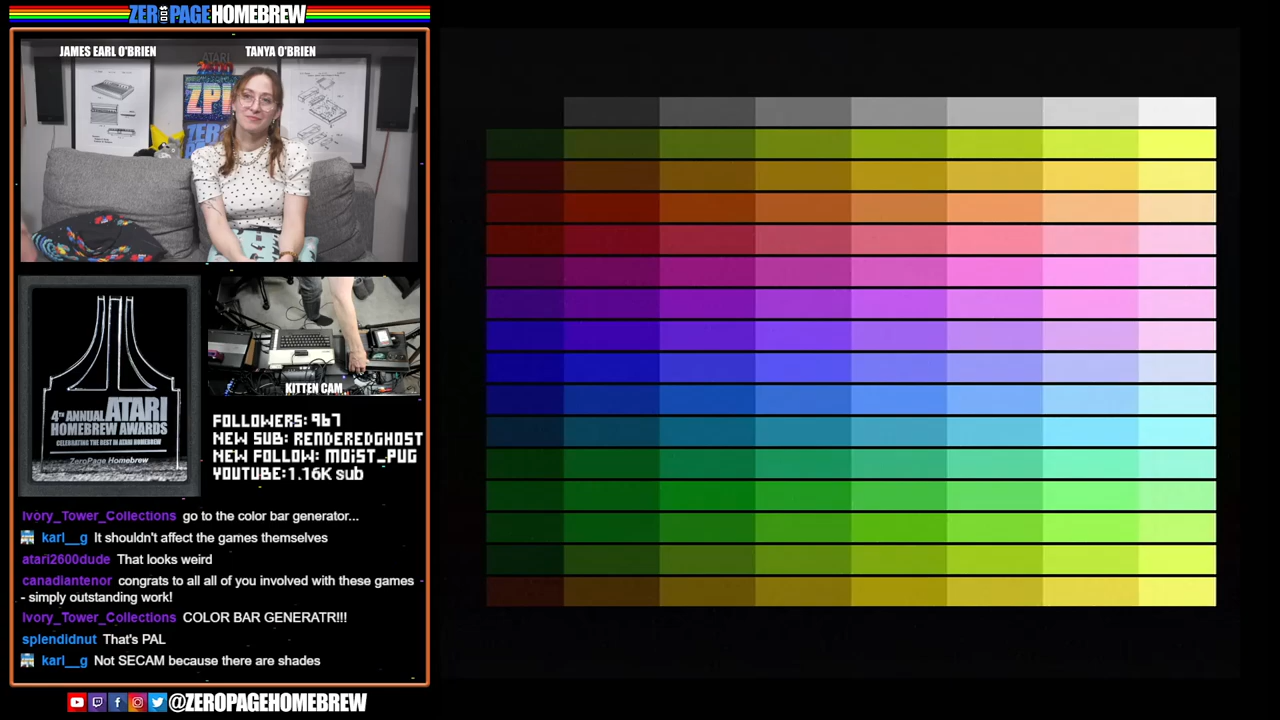 ZEROPAGE HOMEBREW
JAMES EARL O'BRIEN
TANYA O'BRIEN
ATARI
ZPH
4TH ANNUAL ATARI
HOMEBREW AWARDS
CELEBRATING THE BEST IN ATARI HOMEBREW
ZeroPage Homebrew
KITTEN CAM
FOLLOWERS: 967
NEW SUB: RENDEREDGHOST
NEW FOLLOW: MOIST_PUG
YOUTUBE:1.16K sub
Ivory_Tower_Collections go to the color bar generator...
karl__g It shouldn't affect the games themselves
atari2600dude That looks weird
canadiantenor congrats to all all of you involved with these games
- simply outstanding work!
Ivory_Tower_Collections COLOR BAR GENERATR!!!
splendidnut That's PAL
karl__g Not SECAM because there are shades
@ZEROPAGEHOMEBREW